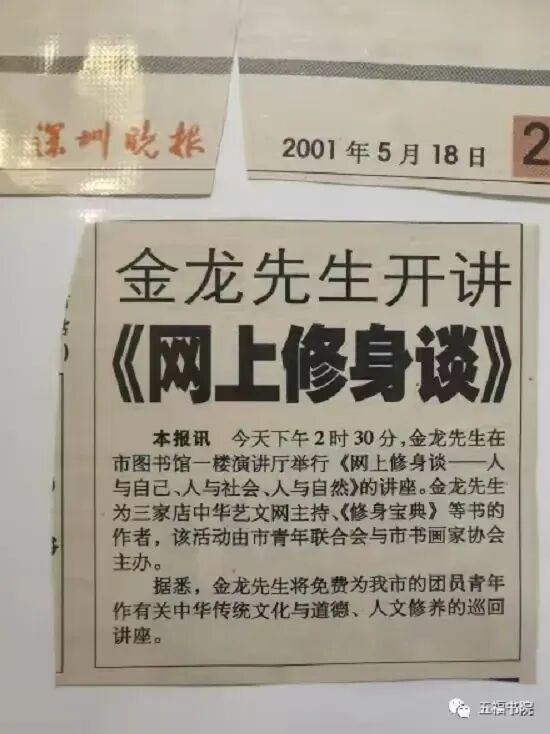 深圳晚报
2001年5月18日
2
金龙先生开讲
《网上修身谈》
本报讯 今天下午2时30分,金龙先生在
市图书馆一楼演讲厅举行《网上修身谈——人
与自己、人与社会、人与自然》的讲座。金龙先生
为三家店中华艺文网主持、《修身宝典》等书的
作者，该活动由市青年联合会与市书画家协会
主办。
据悉，金龙先生将免费为我市的团员青年
作有关中华传统文化与道德、人文修养的巡回
讲座。
五福书院